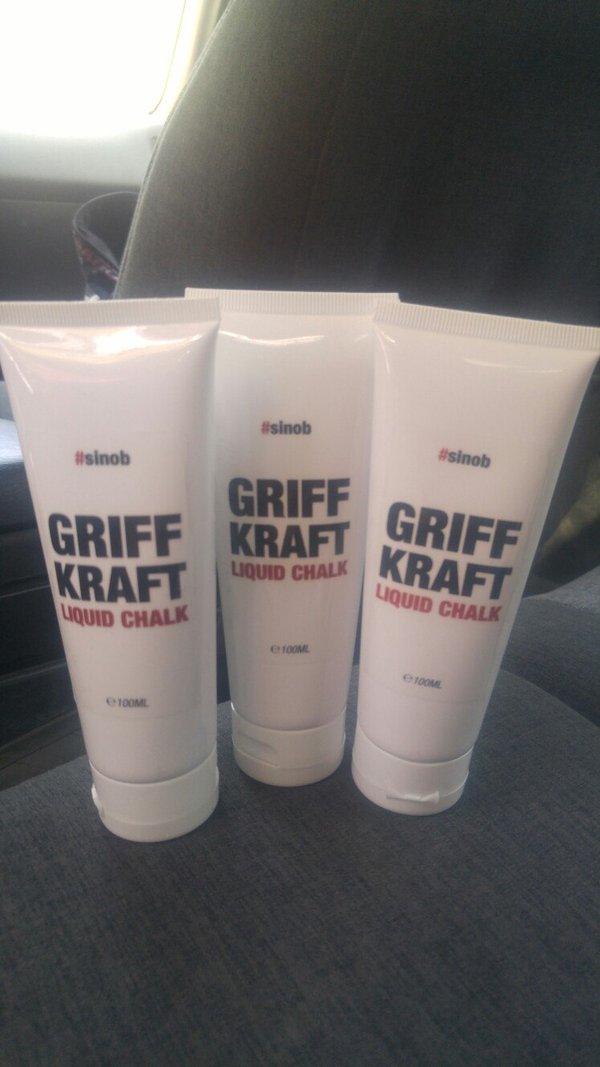 #sinob
GRIFF
KRAFT
LIQUID CHALK
℮100ML
#sinob
GRIFF
KRAFT
LIQUID CHALK
℮100ML
#sinob
GRIFF
KRAFT
LIQUID CHALK
℮100ML